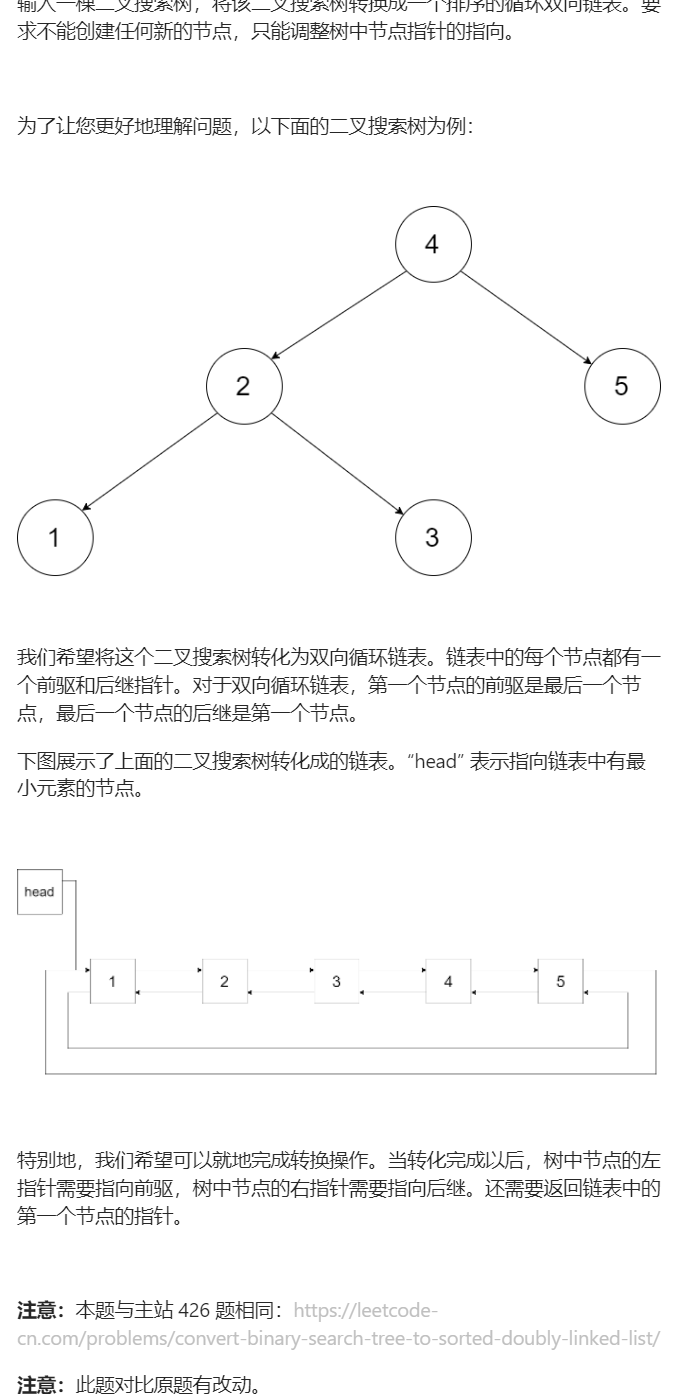 输入一棵二叉搜索树，将该二叉搜索树转换成一个排序的循环双向链表。要
求不能创建任何新的节点，只能调整树中节点指针的指向。
为了让您更好地理解问题，以下面的二叉搜索树为例：
4
2
5
1
3
我们希望将这个二叉搜索树转化为双向循环链表。链表中的每个节点都有一
个前驱和后继指针。对于双向循环链表，第一个节点的前驱是最后一个节
点，最后一个节点的后继是第一个节点。
下图展示了上面的二叉搜索树转化成的链表。“head” 表示指向链表中有最
小元素的节点。
head
1 2 3 4 5
特别地，我们希望可以就地完成转换操作。当转化完成以后，树中节点的左
指针需要指向前驱，树中节点的右指针需要指向后继。还需要返回链表中的
第一个节点的指针。
注意：本题与主站 426 题相同：https://leetcode-
cn.com/problems/convert-binary-search-tree-to-sorted-doubly-linked-list/
注意：此题对比原题有改动。